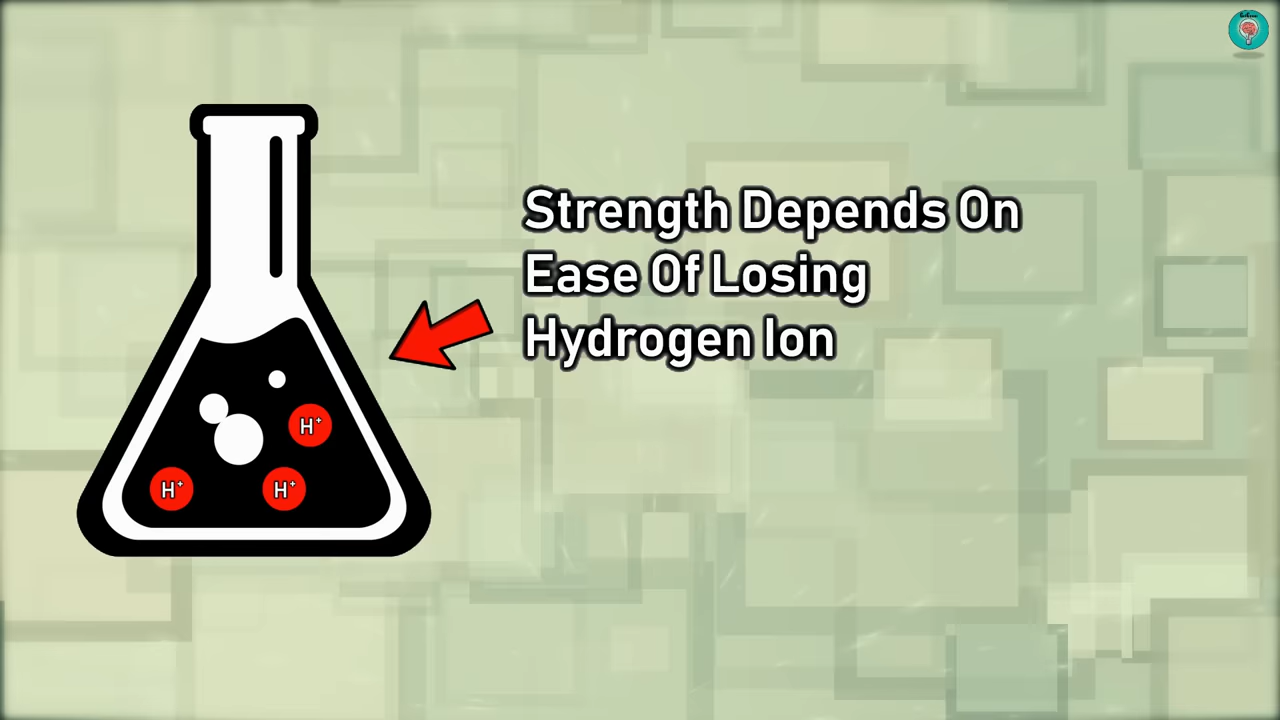 Strength Depends On
Ease Of Losing
Hydrogen Ion
H⁺
H⁺
H⁺